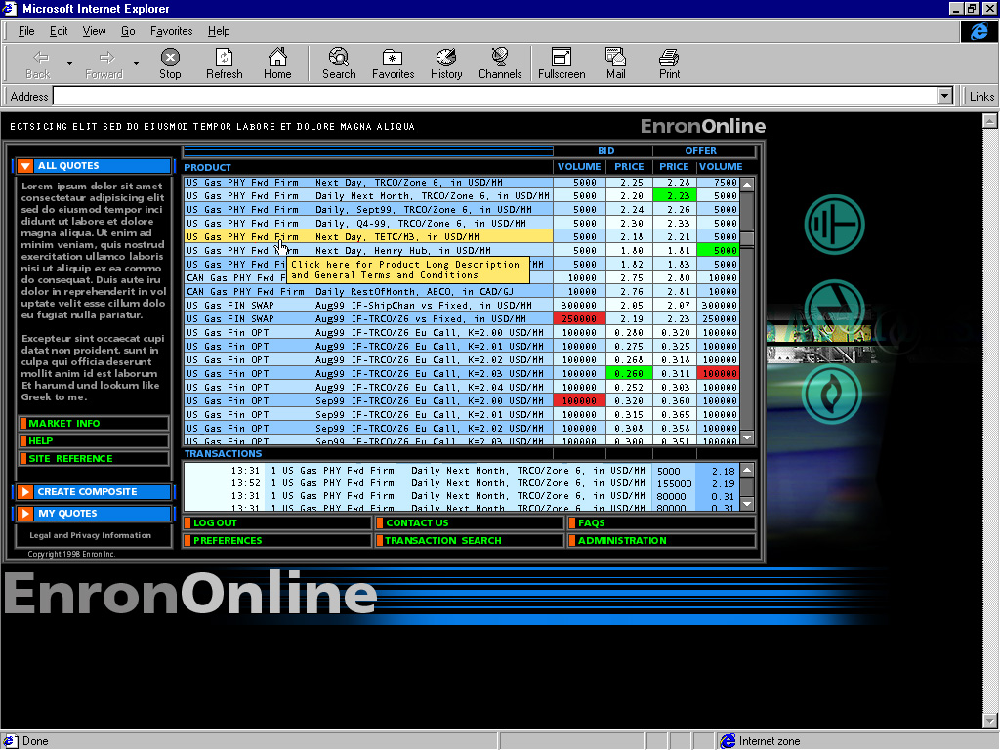 Microsoft Internet Explorer
File Edit View Go Favorites Help
Back Forward Stop Refresh Home Search Favorites History Channels Fullscreen Mail Print
Address Links
ECTSICING ELIT SED DO EIUSMOD TEMPOR LABORE ET DOLORE MAGNA ALIQUA
EnronOnline
BID OFFER
PRODUCT VOLUME PRICE PRICE VOLUME
US Gas PHY Fwd Firm Next Day, TRCO/Zone 6, in USD/MM 5000 2.25 2.28 7500
US Gas PHY Fwd Firm Daily Next Month, TRCO/Zone 6, in USD/MM 5000 2.20 2.23 5000
US Gas PHY Fwd Firm Daily, Sept99, TRCO/Zone 6, in USD/MM 5000 2.24 2.26 5000
US Gas PHY Fwd Firm Daily, Q4-99, TRCO/Zone 6, in USD/MM 5000 2.30 2.33 5000
US Gas PHY Fwd Firm Next Day, TETC/M3, in USD/MM 5000 2.18 2.21 5000
US Gas PHY Fwd Firm Next Day, Henry Hub, in USD/MM 5000 1.80 1.81 5000
US Gas PHY Fwd Fi 5000 1.82 1.83 5000
CAN Gas PHY Fwd F 10000 2.75 2.80 10000
CAN Gas PHY Fwd Firm Daily RestOfMonth, AECO, in CAD/GJ 10000 2.76 2.81 10000
US Gas FIN SWAP Aug99 IF-ShipChan vs Fixed, in USD/MM 300000 2.05 2.07 300000
US Gas FIN SWAP Aug99 IF-TRCO/Z6 vs Fixed, in USD/MM 250000 2.19 2.23 250000
US Gas Fin OPT Aug99 IF-TRCO/Z6 Eu Call, K=2.00 USD/MM 100000 0.280 0.320 100000
US Gas Fin OPT Aug99 IF-TRCO/Z6 Eu Call, K=2.01 USD/MM 100000 0.275 0.325 100000
US Gas Fin OPT Aug99 IF-TRCO/Z6 Eu Call, K=2.02 USD/MM 100000 0.268 0.318 100000
US Gas Fin OPT Aug99 IF-TRCO/Z6 Eu Call, K=2.03 USD/MM 100000 0.260 0.311 100000
US Gas Fin OPT Aug99 IF-TRCO/Z6 Eu Call, K=2.04 USD/MM 100000 0.252 0.303 100000
US Gas Fin OPT Sep99 IF-TRCO/Z6 Eu Call, K=2.00 USD/MM 100000 0.320 0.360 100000
US Gas Fin OPT Sep99 IF-TRCO/Z6 Eu Call, K=2.01 USD/MM 100000 0.315 0.365 100000
US Gas Fin OPT Sep99 IF-TRCO/Z6 Eu Call, K=2.02 USD/MM 100000 0.308 0.358 100000
US Gas Fin OPT Sep99 IF-TRCO/Z6 Eu Call, K=2.03 USD/MM 100000 0.300 0.351 100000
Click here for Product Long Description
and General Terms and Conditions
TRANSACTIONS
13:31 1 US Gas PHY Fwd Firm Daily Next Month, TRCO/Zone 6, in USD/MM 5000 2.18
13:52 1 US Gas PHY Fwd Firm Daily Next Month, TRCO/Zone 6, in USD/MM 155000 2.19
13:31 1 US Gas PHY Fwd Firm Daily Next Month, TRCO/Zone 6, in USD/MM 80000 0.31
13:31 1 US Gas PHY Fwd Firm Daily Next Month, TRCO/Zone 6, in USD/MM 80000 0.31
LOG OUT CONTACT US FAQS
PREFERENCES TRANSACTION SEARCH ADMINISTRATION
ALL QUOTES
Lorem ipsum dolor sit amet
consectetaur adipisicing elit
sed do eiusmod tempor inci
didunt ut labore et dolore
magna aliqua. Ut enim ad
minim veniam, quis nostrud
exercitation ullamco laboris
nisi ut aliquip ex ea commo
do consequat. Duis aute iru
dolor in reprehenderit in vol
uptate velit esse cillum dolo
eu fugiat nulla pariatur.
Excepteur sint occaecat cupi
datat non proident, sunt in
culpa qui officia deserunt
mollit anim id est laborum
Et harumd und lookum like
Greek to me.
MARKET INFO
HELP
SITE REFERENCE
CREATE COMPOSITE
MY QUOTES
Legal and Privacy Information
Copyright 1998 Enron Inc.
EnronOnline
Done Internet zone